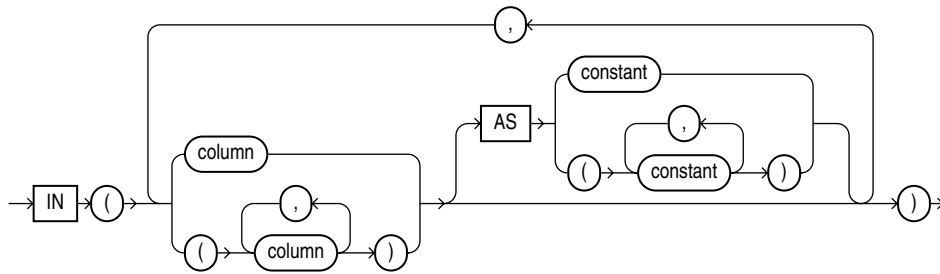 ,
constant
AS ,
column
( constant )
IN ( , )
( column )